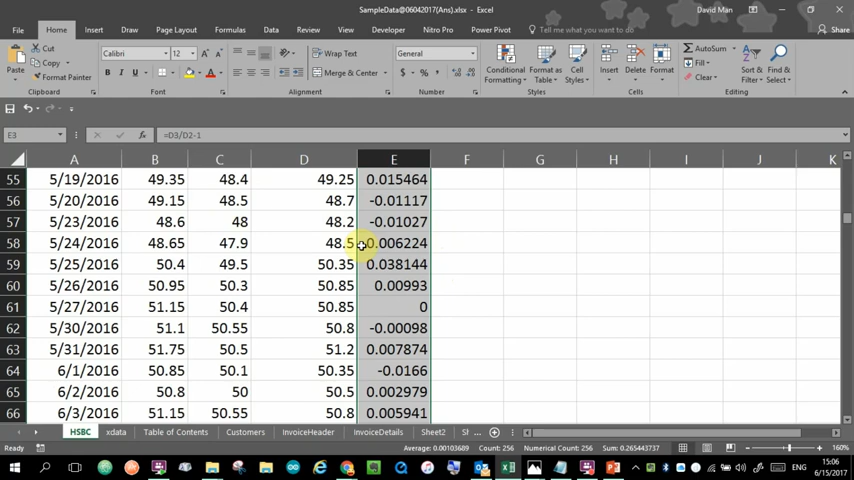 SampleData@06042017(Ans).xlsx - Excel
David Man
File Home Insert Draw Page Layout Formulas Data Review View Developer Nitro Pro Power Pivot Tell me what you want to do... Share
Paste
Cut
Copy
Format Painter
Clipboard
Calibri 12
B I U
Font
Wrap Text
Merge & Center
Alignment
General
$ % ,
Number
Conditional Formatting
Format as Table
Cell Styles
Styles
Insert Delete Format
Cells
AutoSum
Fill
Clear
Sort & Filter
Find & Select
Editing
E3 fx =D3/D2-1
A B C D E F G H I J K
55 5/19/2016 49.35 48.4 49.25 0.015464
56 5/20/2016 49.15 48.5 48.7 -0.01117
57 5/23/2016 48.6 48 48.2 -0.01027
58 5/24/2016 48.65 47.9 48.5 0.006224
59 5/25/2016 50.4 49.5 50.35 0.038144
60 5/26/2016 50.95 50.3 50.85 0.00993
61 5/27/2016 51.15 50.4 50.85 0
62 5/30/2016 51.1 50.55 50.8 -0.00098
63 5/31/2016 51.75 50.5 51.2 0.007874
64 6/1/2016 50.85 50.1 50.35 -0.0166
65 6/2/2016 50.8 50 50.5 0.002979
66 6/3/2016 51.15 50.55 50.8 0.005941
HSBC xdata Table of Contents Customers InvoiceHeader InvoiceDetails Sheet2 ...
Ready Average: 0.00103689 Count: 256 Numerical Count: 256 Sum: 0.265443737 160%
ENG
15:06
6/15/2017